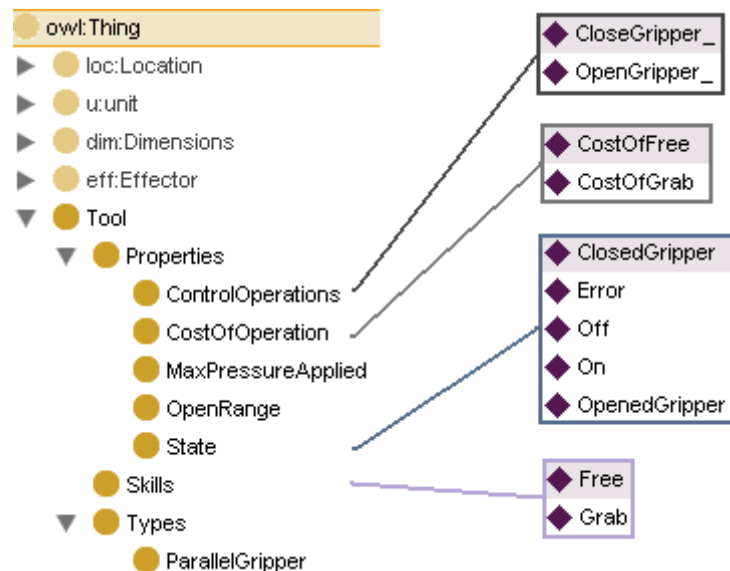 owl:Thing
loc:Location
u:unit
dim:Dimensions
eff:Effector
Tool
Properties
ControlOperations
CostOfOperation
MaxPressureApplied
OpenRange
State
Skills
Types
ParallelGripper
CloseGripper_
OpenGripper_
CostOfFree
CostOfGrab
ClosedGripper
Error
Off
On
OpenedGripper
Free
Grab